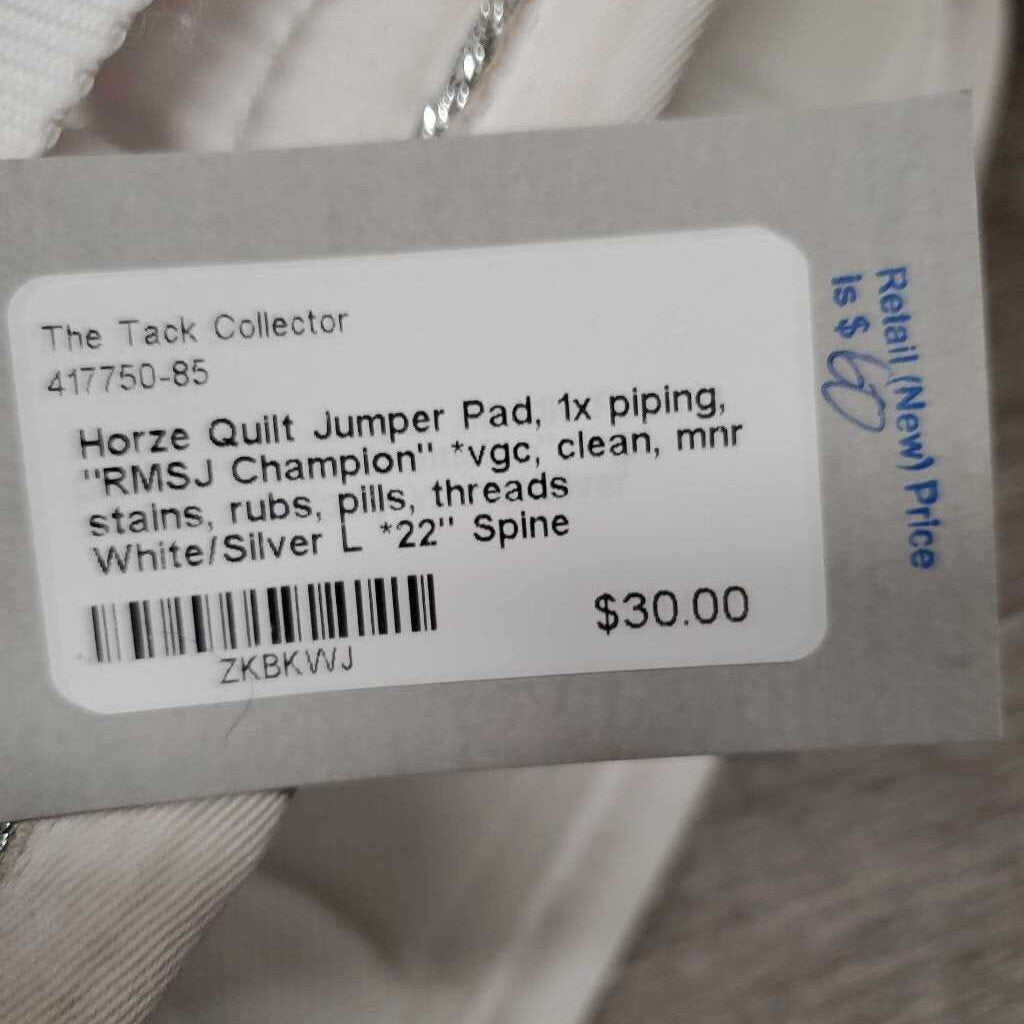 The Tack Collector
417750-85
Horze Quilt Jumper Pad, 1x piping,
"RMSJ Champion" *vgc, clean, mnr
stains, rubs, pills, threads
White/Silver L *22" Spine
$30.00
ZKBKWJ
Retail (New) Price
is $60